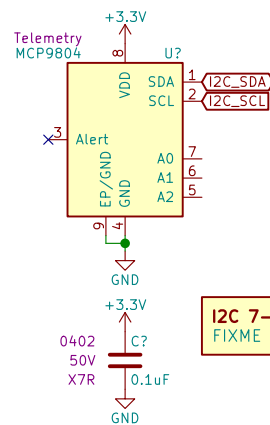 +3.3V
Telemetry
MCP9804
U?
8
VDD
SDA
1
I2C_SDA
SCL
2
I2C_SCL
3
Alert
A0
7
A1
6
A2
5
EP/GND
GND
9
4
GND
+3.3V
0402
C?
50V
X7R
0.1uF
GND
I2C 7-
FIXME